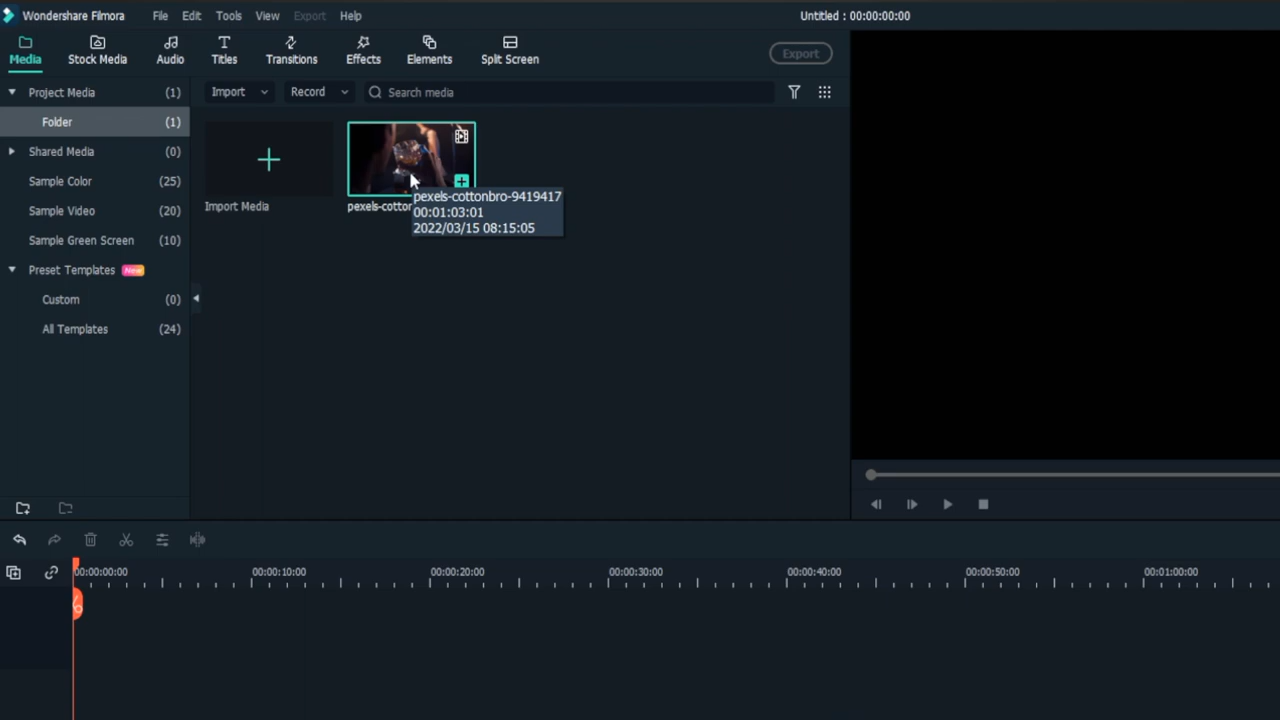 Wondershare Filmora File Edit Tools View Export Help Untitled : 00:00:00:00
Media Stock Media Audio Titles Transitions Effects Elements Split Screen Export
Project Media (1) Import Record Search media
Folder (1)
Shared Media (0)
Sample Color (25)
Sample Video (20)
Sample Green Screen (10)
Preset Templates New
Custom (0)
All Templates (24)
Import Media pexels-cotton
pexels-cottonbro-9419417
00:01:03:01
2022/03/15 08:15:05
00:00:00:00 00:00:10:00 00:00:20:00 00:00:30:00 00:00:40:00 00:00:50:00 00:01:00:00